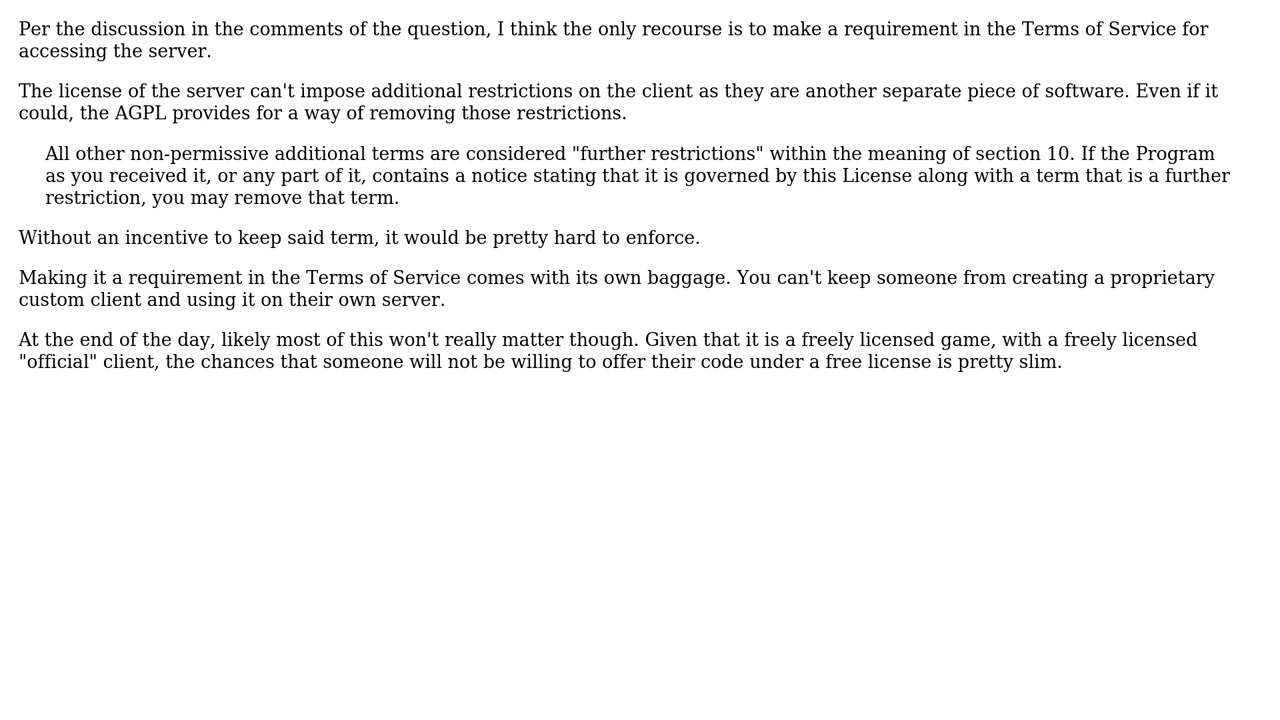 Per the discussion in the comments of the question, I think the only recourse is to make a requirement in the Terms of Service for
accessing the server.
The license of the server can't impose additional restrictions on the client as they are another separate piece of software. Even if it
could, the AGPL provides for a way of removing those restrictions.
All other non-permissive additional terms are considered "further restrictions" within the meaning of section 10. If the Program
as you received it, or any part of it, contains a notice stating that it is governed by this License along with a term that is a further
restriction, you may remove that term.
Without an incentive to keep said term, it would be pretty hard to enforce.
Making it a requirement in the Terms of Service comes with its own baggage. You can't keep someone from creating a proprietary
custom client and using it on their own server.
At the end of the day, likely most of this won't really matter though. Given that it is a freely licensed game, with a freely licensed
"official" client, the chances that someone will not be willing to offer their code under a free license is pretty slim.